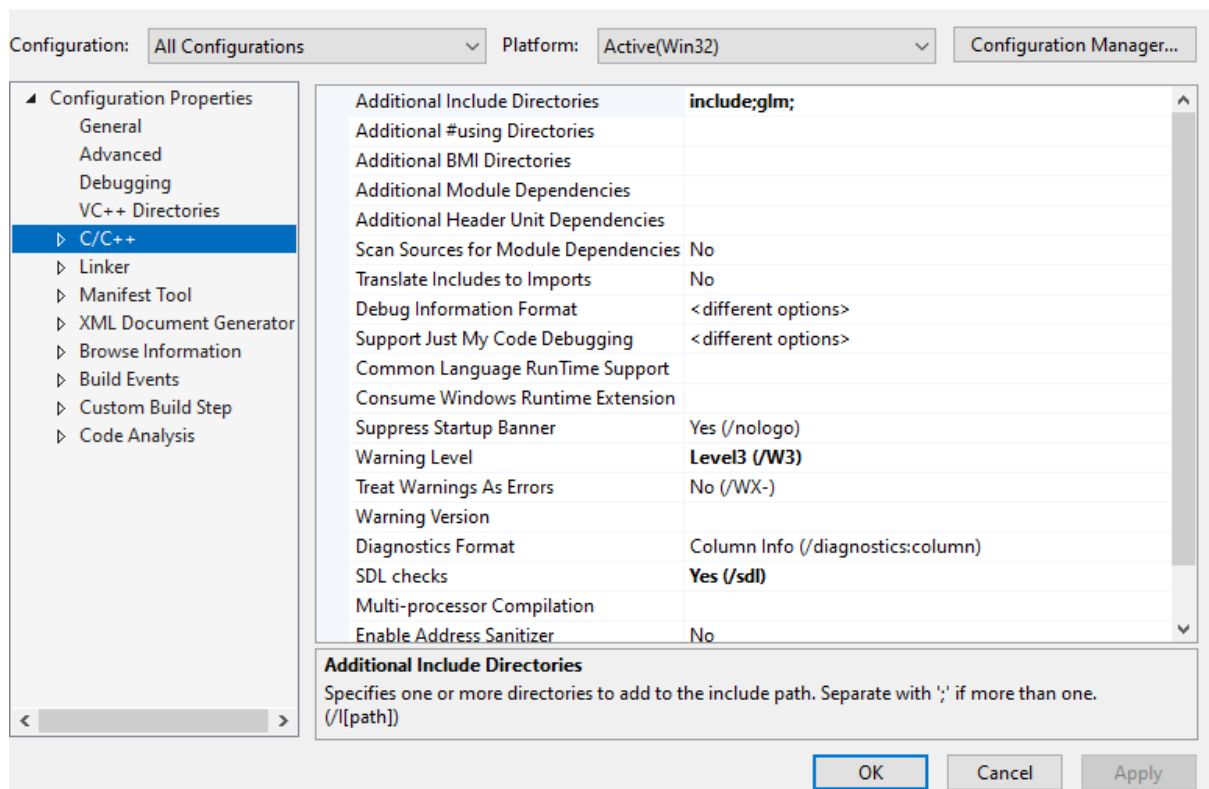 Configuration: All Configurations Platform: Active(Win32) Configuration Manager...
Configuration Properties
General
Advanced
Debugging
VC++ Directories
C/C++
Linker
Manifest Tool
XML Document Generator
Browse Information
Build Events
Custom Build Step
Code Analysis
Additional Include Directories include;glm;
Additional #using Directories
Additional BMI Directories
Additional Module Dependencies
Additional Header Unit Dependencies
Scan Sources for Module Dependencies No
Translate Includes to Imports No
Debug Information Format <different options>
Support Just My Code Debugging <different options>
Common Language RunTime Support
Consume Windows Runtime Extension
Suppress Startup Banner Yes (/nologo)
Warning Level Level3 (/W3)
Treat Warnings As Errors No (/WX-)
Warning Version
Diagnostics Format Column Info (/diagnostics:column)
SDL checks Yes (/sdl)
Multi-processor Compilation
Enable Address Sanitizer No
Additional Include Directories
Specifies one or more directories to add to the include path. Separate with ';' if more than one.
(/I[path])
OK Cancel Apply